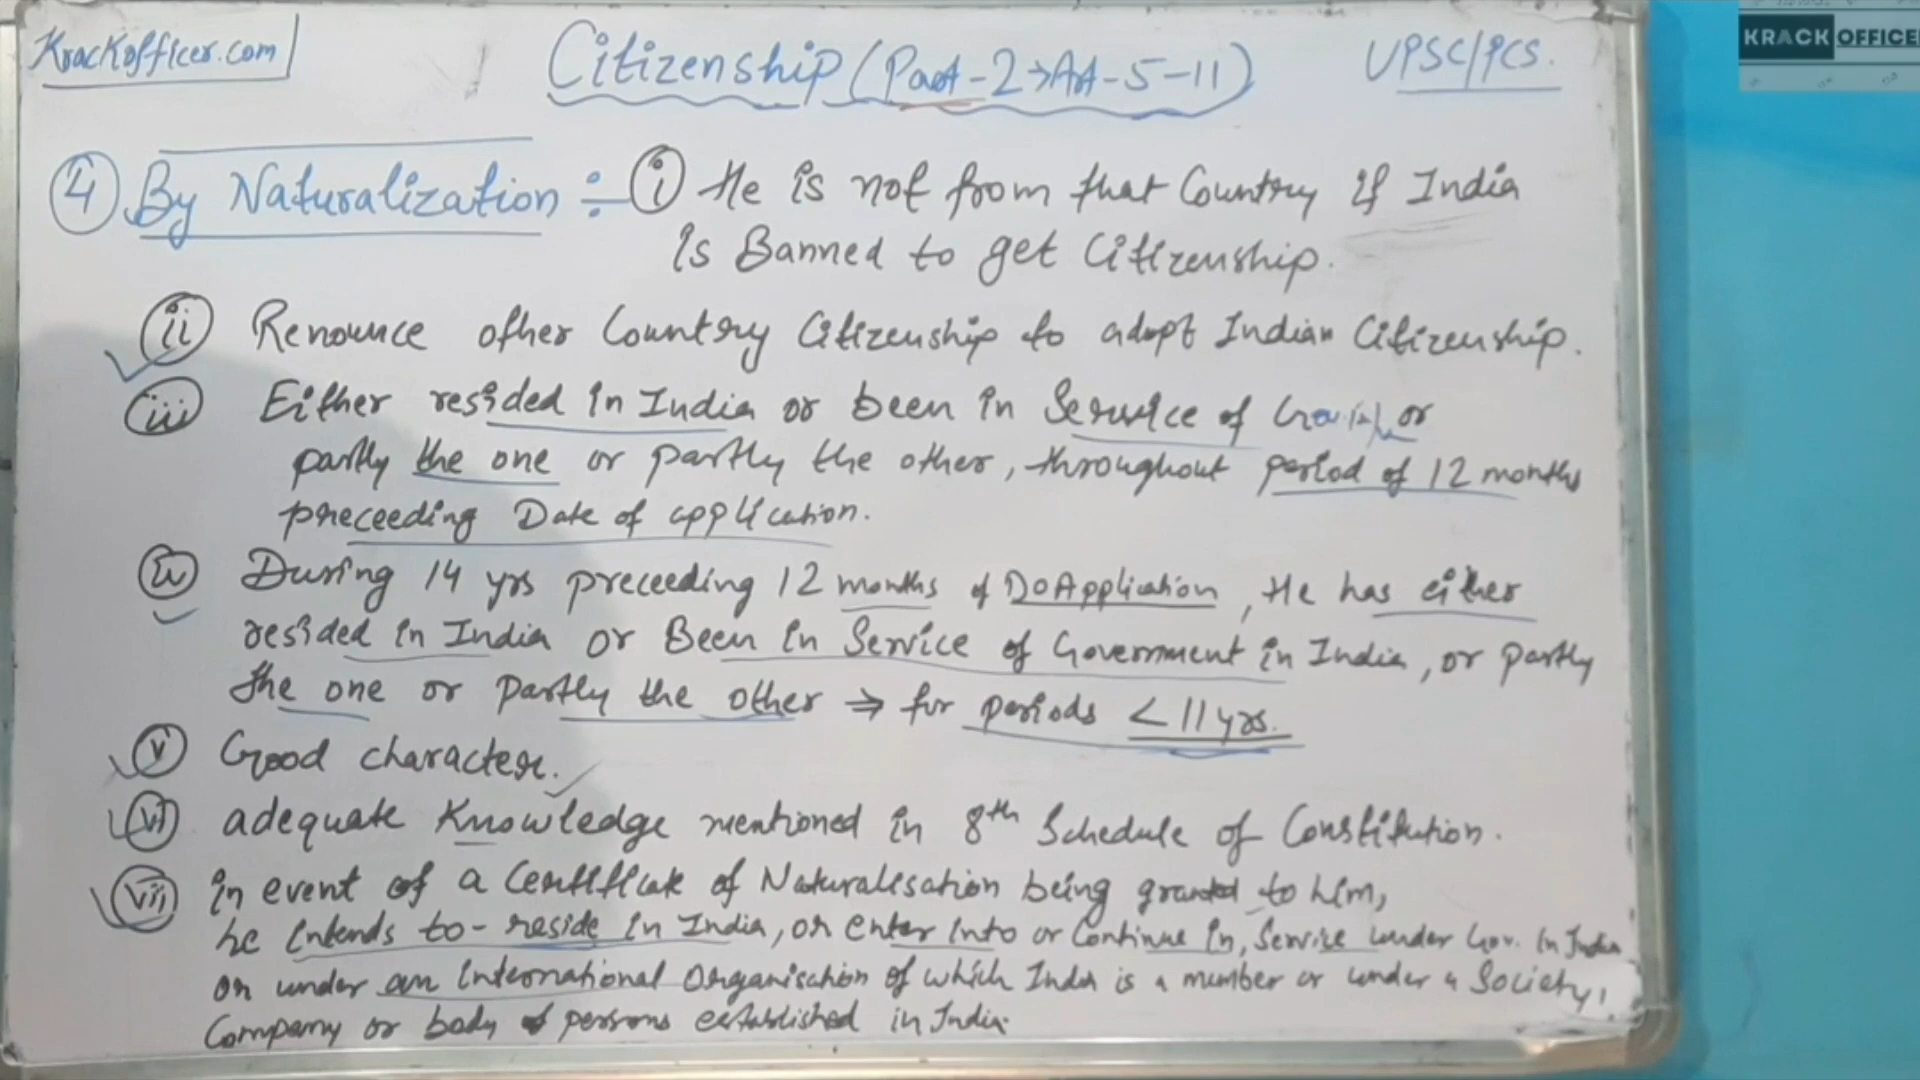 Krackofficer.com
Citizenship (Part-2→Art-5-11)
UPSC/PCS.
KRACK OFFICE
4 By Naturalization ÷ i He is not from that Country if India
is Banned to get Citizenship.
ii Renounce other Country Citizenship to adopt Indian Citizenship.
iii Either resided in India or been in Service of or
partly the one or partly the other, throughout period of 12 months
preceeding Date of application.
iv During 14 yrs preceeding 12 months of DoApplication, He has either
resided in India or Been in Service of Government in India, or partly
the one or partly the other ⇒ for periods < 11 yrs.
v Good character.
vi adequate Knowledge mentioned in 8th Schedule of Constitution.
vii in event of a Certificate of Naturalisation being granted to him,
he intends to- reside in India, or enter into or Continue in, Service under Gov. in India
or under an International Organisation of which India is a member or under a Society,
Company or body of persons established in India.